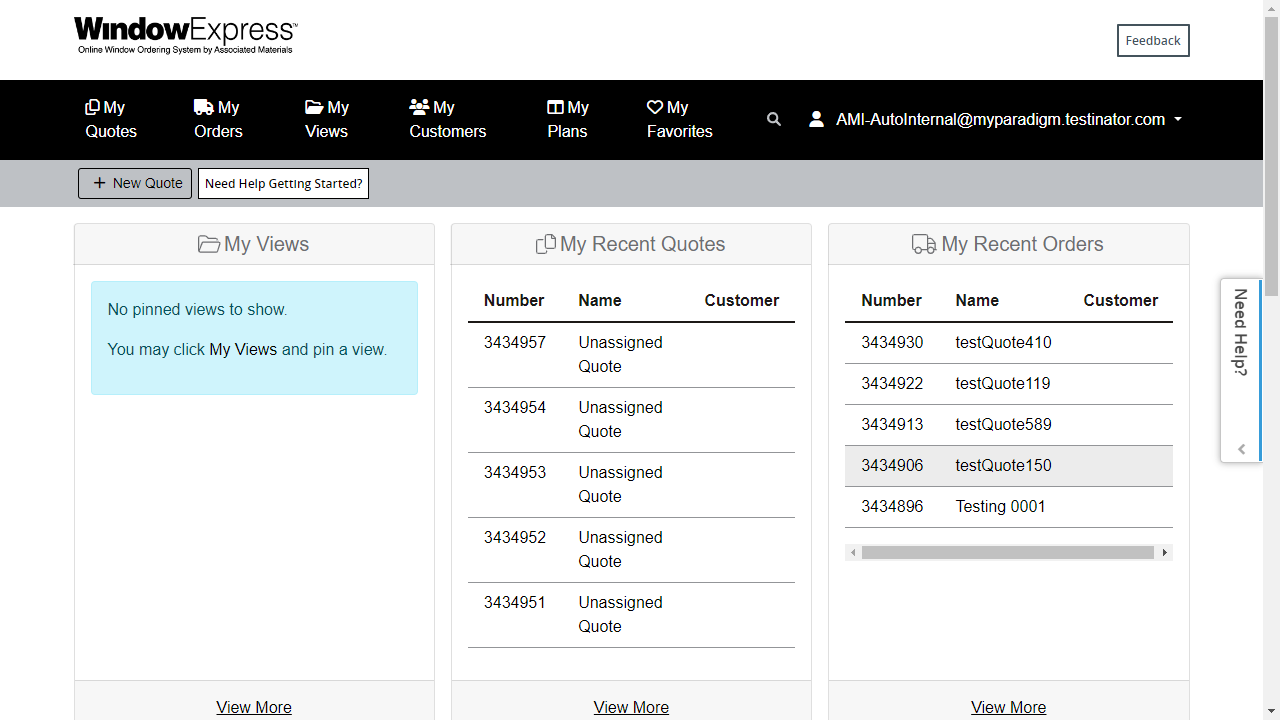 WindowExpress™
Online Window Ordering System by Associated Materials
Feedback
My Quotes
My Orders
My Views
My Customers
My Plans
My Favorites
AMI-AutoInternal@myparadigm.testinator.com
New Quote
Need Help Getting Started?
My Views
No pinned views to show.
You may click My Views and pin a view.
View More
My Recent Quotes
Number Name Customer
3434957 Unassigned Quote
3434954 Unassigned Quote
3434953 Unassigned Quote
3434952 Unassigned Quote
3434951 Unassigned Quote
View More
My Recent Orders
Number Name Customer
3434930 testQuote410
3434922 testQuote119
3434913 testQuote589
3434906 testQuote150
3434896 Testing 0001
View More
Need Help?